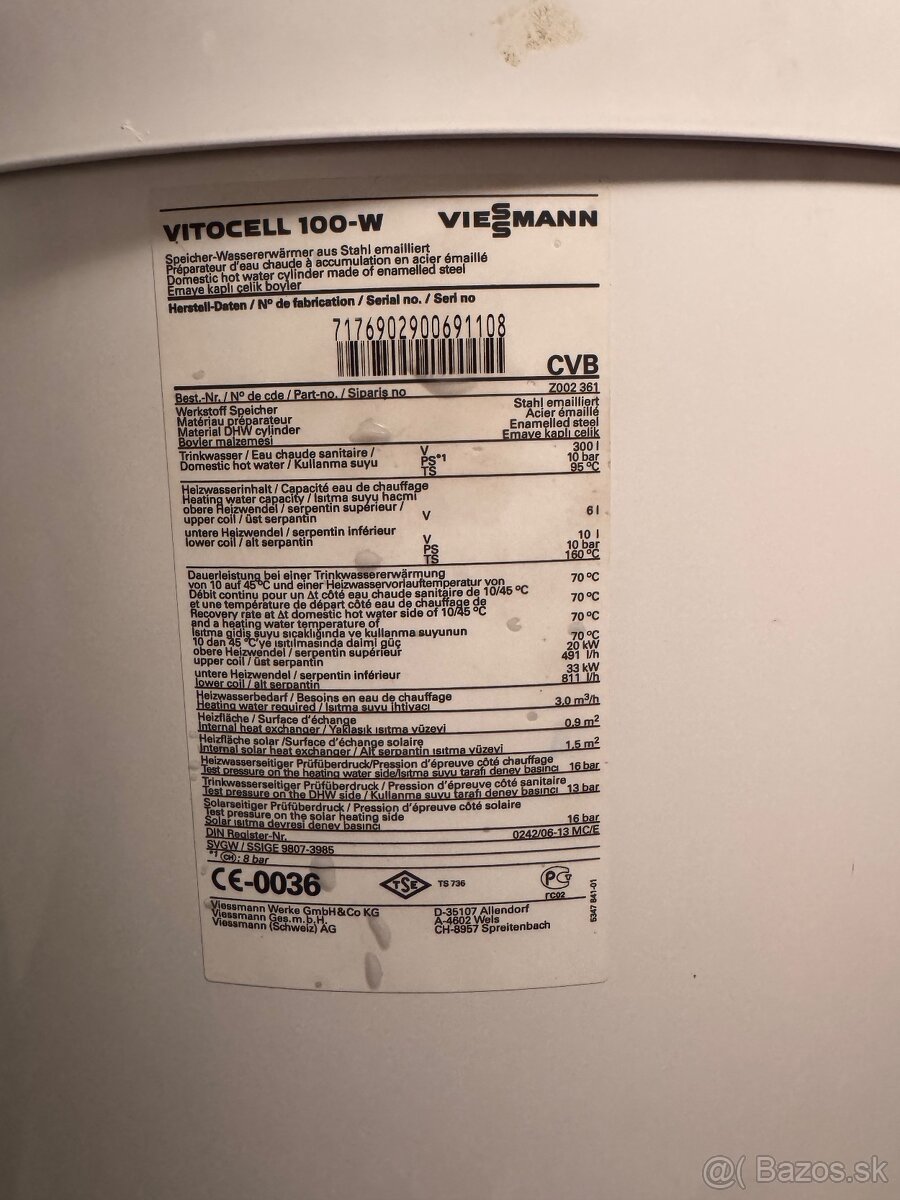 VITOCELL 100-W VIESSMANN
Speicher-Wassererwärmer aus Stahl emailliert
Préparateur d'eau chaude à accumulation en acier émaillé
Domestic hot water cylinder made of enamelled steel
Emaye kaplı çelik boyler
Herstell-Daten / Nº de fabrication / Serial no. / Seri no
7176902900691108
CVB
Best.-Nr. / Nº de cde / Part-no. / Sipariş no Z002 361
Werkstoff Speicher Stahl emailliert
Matériau préparateur Acier émaillé
Material DHW cylinder Enamelled steel
Boyler malzemesi Emaye kaplı çelik
Trinkwasser / Eau chaude sanitaire / V 300 l
Domestic hot water / Kullanma suyu PS*1 10 bar
TS 95 ºC
Heizwasserinhalt / Capacité eau de chauffage
Heating water capacity / Isıtma suyu hacmi
obere Heizwendel / serpentin supérieur /
upper coil / üst serpantin V 6 l
untere Heizwendel / serpentin inférieur
lower coil / alt serpantin V 10 l
PS 10 bar
TS 160 ºC
Dauerleistung bei einer Trinkwassererwärmung
von 10 auf 45ºC und einer Heizwasservorlauftemperatur von 70 ºC
Débit continu pour un Δt côté eau chaude sanitaire de 10/45 ºC
et une température de départ côté eau de chauffage de 70 ºC
Recovery rate at Δt domestic hot water side of 10/45 ºC
and a heating water temperature of 70 ºC
Isıtma gidiş suyu sıcaklığında ve kullanma suyunun
10 dan 45 ºC'ye ısıtılmasında daimi güç 70 ºC
obere Heizwendel / serpentin supérieur 20 kW
upper coil / üst serpantin 491 l/h
untere Heizwendel / serpentin inférieur 33 kW
lower coil / alt serpantin 811 l/h
Heizwasserbedarf / Besoins en eau de chauffage
Heating water required / Isıtma suyu ihtiyacı 3,0 m³/h
Heizfläche / Surface d'échange
Internal heat exchanger / Yaklaşık ısıtma yüzeyi 0,9 m²
Heizfläche solar /Surface d'échange solaire
Internal solar heat exchanger / Alt serpantin ısıtma yüzeyi 1,5 m²
Heizwasserseitiger Prüfüberdruck/Pression d'épreuve côté chauffage
Test pressure on the heating water side/Isıtma suyu tarafı deney basıncı 16 bar
Trinkwasserseitiger Prüfüberdruck / Pression d'épreuve côté sanitaire
Test pressure on the DHW side / Kullanma suyu tarafı deney basıncı 13 bar
Solarseitiger Prüfüberdruck / Pression d'épreuve côté solaire
Test pressure on the solar heating side
Solar ısıtma devresi deney basıncı 16 bar
DIN Register-Nr. 0242/06-13 MC/E
SVGW / SSIGE 9807-3985
*1 CH: 8 bar
CE-0036 TSE TS 736 PG
ГС02
5347 841-01
Viessmann Werke GmbH&Co KG D-35107 Allendorf
Viessmann Ges.m.b.H. A-4602 Wels
Viessmann (Schweiz) AG CH-8957 Spreitenbach
@( Bazos.sk